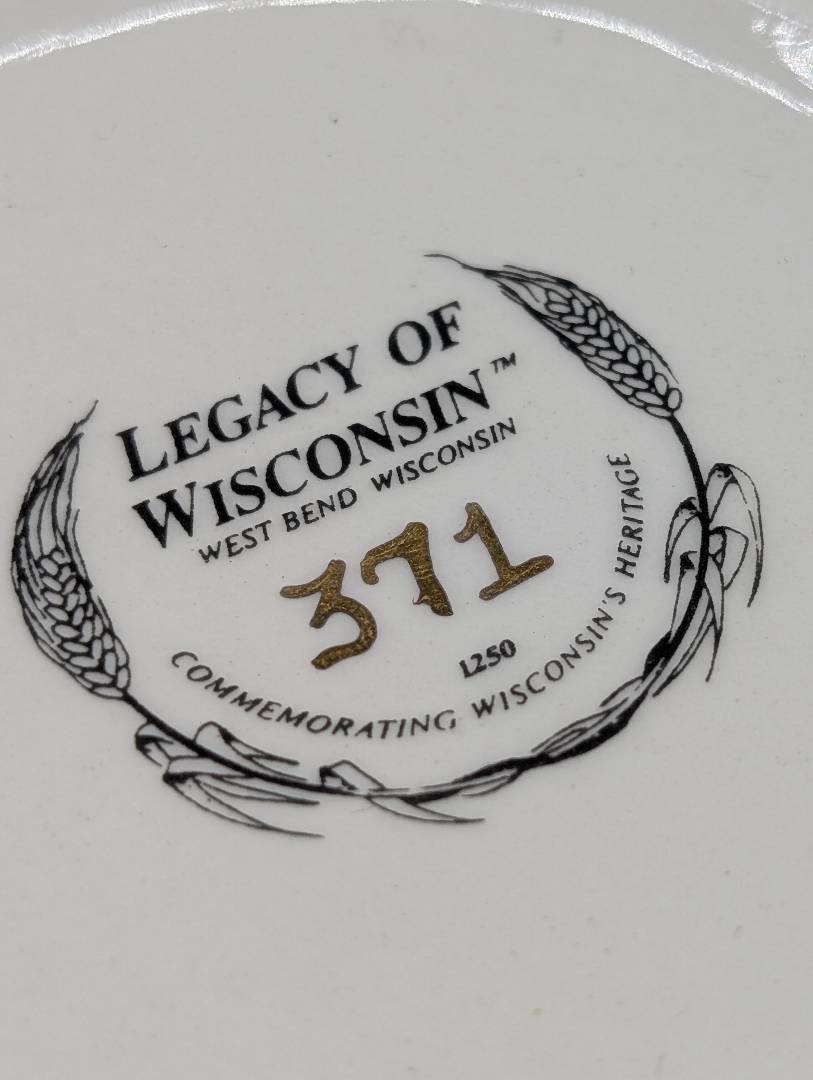 LEGACY OF
WISCONSIN™
WEST BEND WISCONSIN
371
1250
COMMEMORATING WISCONSIN'S HERITAGE